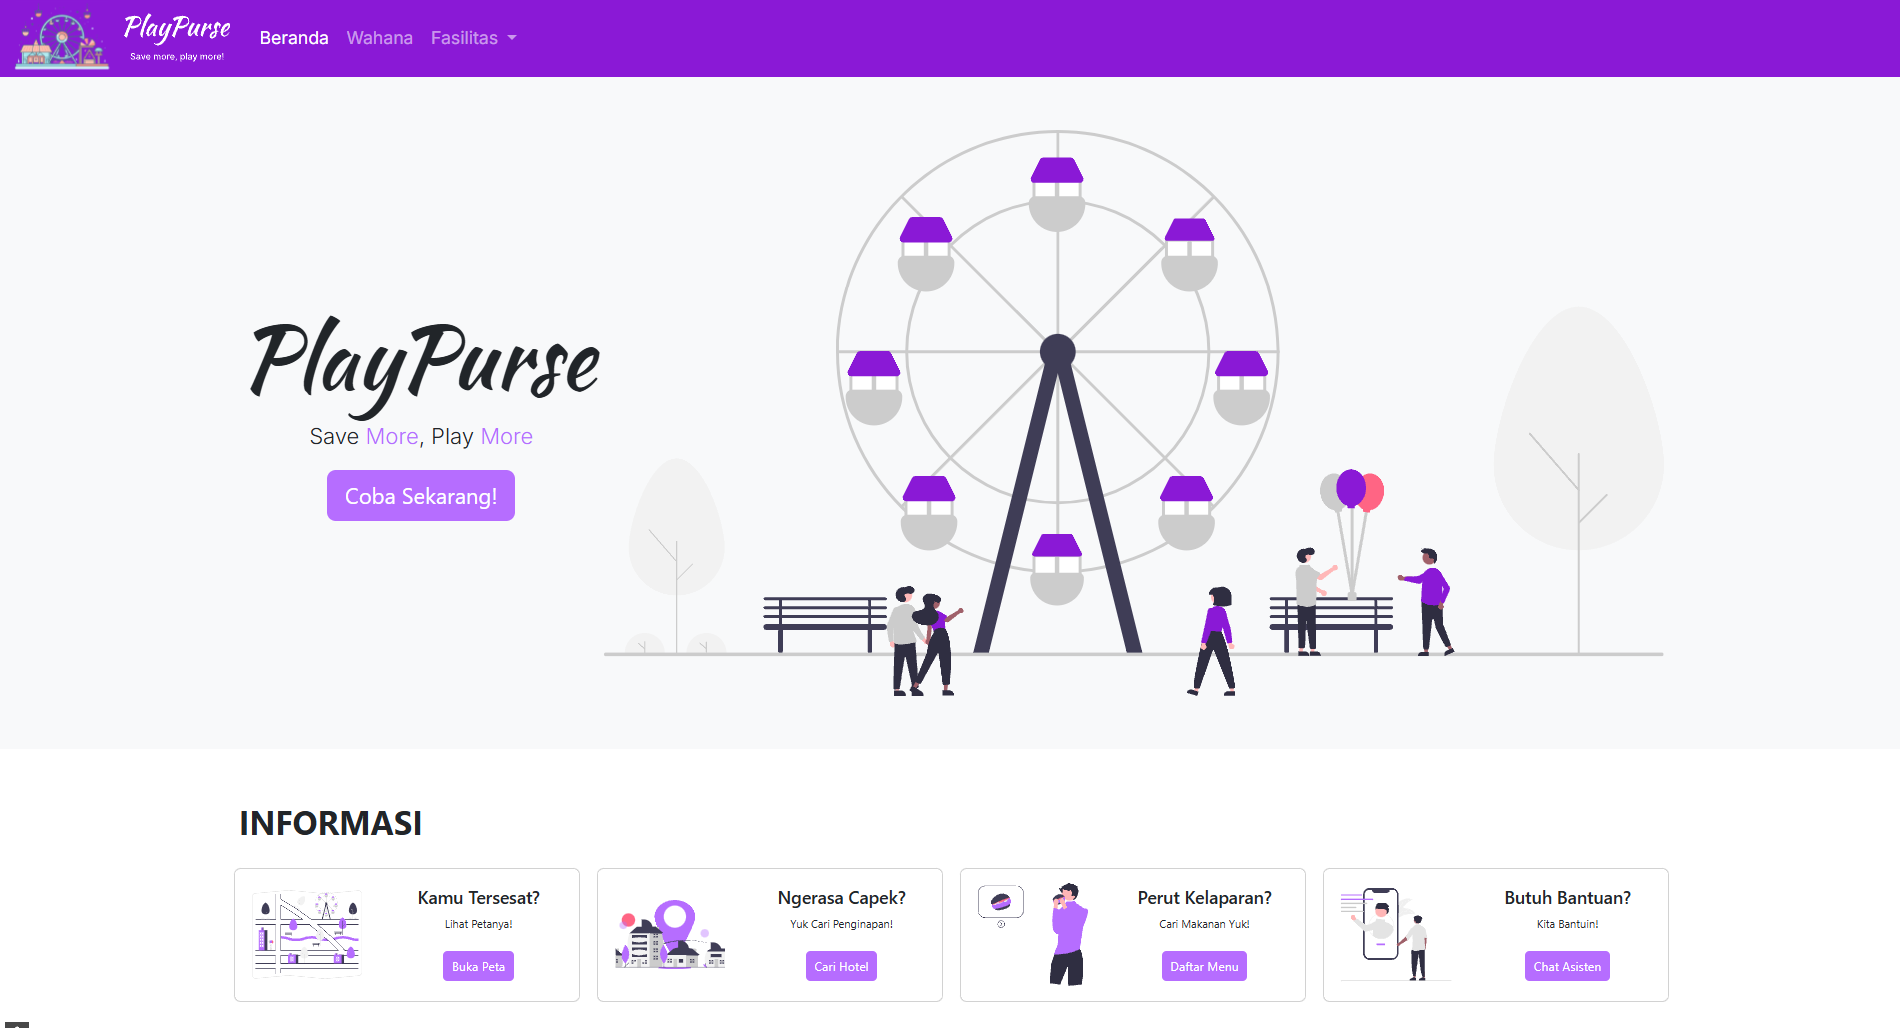 PlayPurse
Save more, play more!
Beranda
Wahana
Fasilitas
PlayPurse
Save More, Play More
Coba Sekarang!
INFORMASI
Kamu Tersesat?
Lihat Petanya!
Buka Peta
Ngerasa Capek?
Yuk Cari Penginapan!
Cari Hotel
Perut Kelaparan?
Cari Makanan Yuk!
Daftar Menu
Butuh Bantuan?
Kita Bantuin!
Chat Asisten